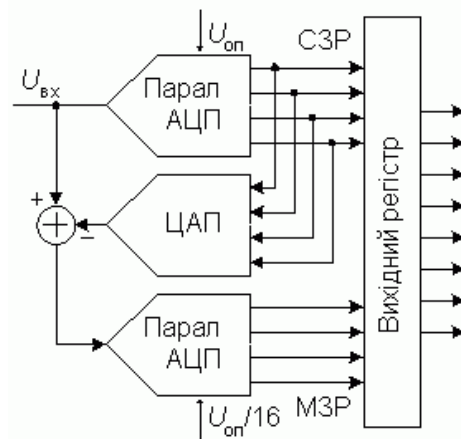 Uоп
СЗР
Uвх
Парал
АЦП
+
−
ЦАП
Вихідний регістр
Парал
АЦП
МЗР
Uоп/16